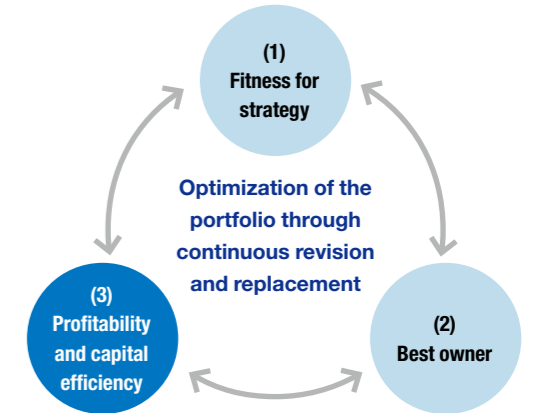 (1)
Fitness for
strategy
Optimization of the
portfolio through
continuous revision
and replacement
(3)
Profitability
and capital
efficiency
(2)
Best owner